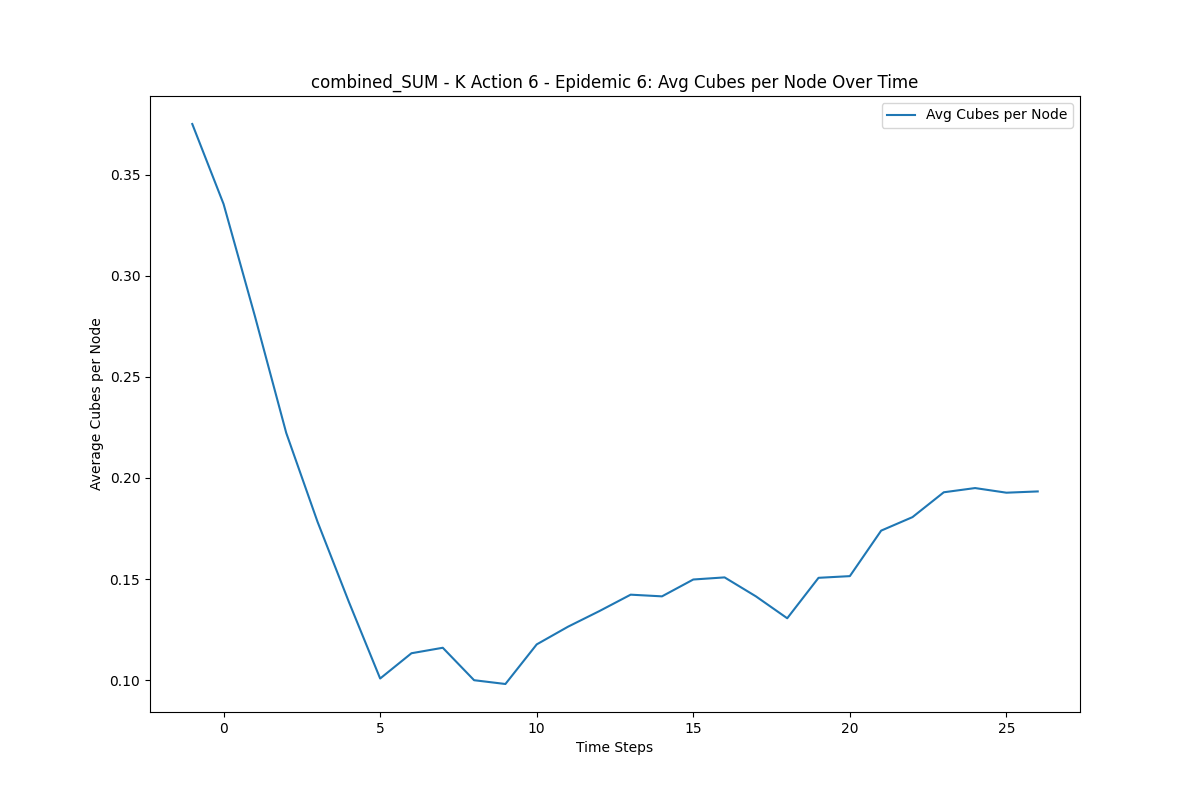 combined_SUM - K Action 6 - Epidemic 6: Avg Cubes per Node Over Time
Avg Cubes per Node
Average Cubes per Node
0.35
0.30
0.25
0.20
0.15
0.10
0 5 10 15 20 25
Time Steps